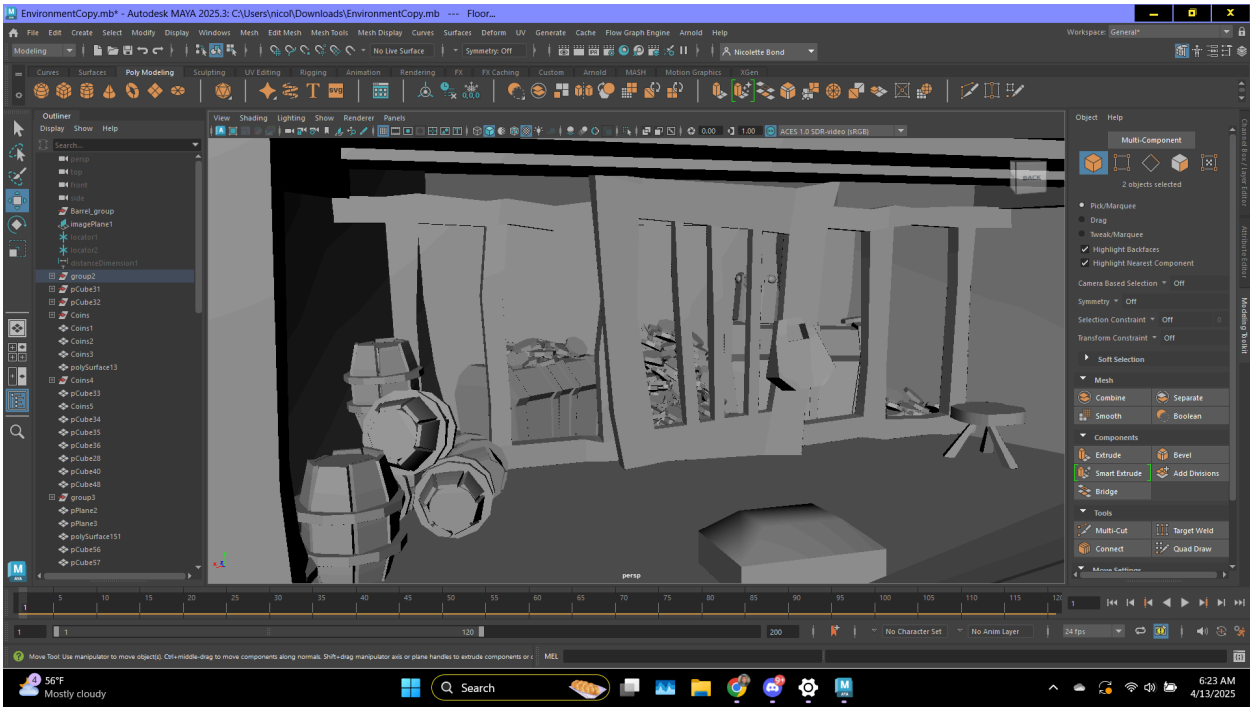 EnvironmentCopy.mb* - Autodesk MAYA 2025.3: C:\Users\nicol\Downloads\EnvironmentCopy.mb --- Floor...
File Edit Create Select Modify Display Windows Mesh Edit Mesh Mesh Tools Mesh Display Curves Surfaces Deform UV Generate Cache Flow Graph Engine Arnold Help
Workspace: General*
Modeling
No Live Surface
Symmetry: Off
Nicolette Bond
Curves Surfaces Poly Modeling Sculpting UV Editing Rigging Animation Rendering FX FX Caching Custom Arnold MASH Motion Graphics XGen
svg
0,0,0
Outliner
Display Show Help
Search...
persp
top
front
side
Barrel_group
imagePlane1
locator1
locator2
distanceDimension1
group2
pCube31
pCube32
Coins
Coins1
Coins2
Coins3
polySurface13
Coins4
pCube33
Coins5
pCube34
pCube35
pCube36
pCube28
pCube40
pCube48
group3
pPlane2
pPlane3
polySurface151
pCube56
pCube57
View Shading Lighting Show Renderer Panels
0.00 1.00 ACES 1.0 SDR-video (sRGB)
BACK
persp
Object Help
Multi-Component
2 objects selected
Pick/Marquee
Drag
Tweak/Marquee
Highlight Backfaces
Highlight Nearest Component
Camera Based Selection Off
Symmetry Off
Selection Constraint Off
Transform Constraint Off
Soft Selection
Mesh
Combine Separate
Smooth Boolean
Components
Extrude Bevel
Smart Extrude Add Divisions
Bridge
Tools
Multi-Cut Target Weld
Connect Quad Draw
Move Settings
Channel Box / Layer Editor
Attribute Editor
Modeling Toolkit
1 5 10 15 20 25 30 35 40 45 50 55 60 65 70 75 80 85 90 95 100 105 110 115 120
1
1 1 120 200 No Character Set No Anim Layer 24 fps
Move Tool: Use manipulator to move object(s). Ctrl+middle-drag to move components along normals. Shift+drag manipulator axis or plane handles to extrude components or c
MEL
M
4
56°F
Mostly cloudy
Search
6:23 AM
4/13/2025